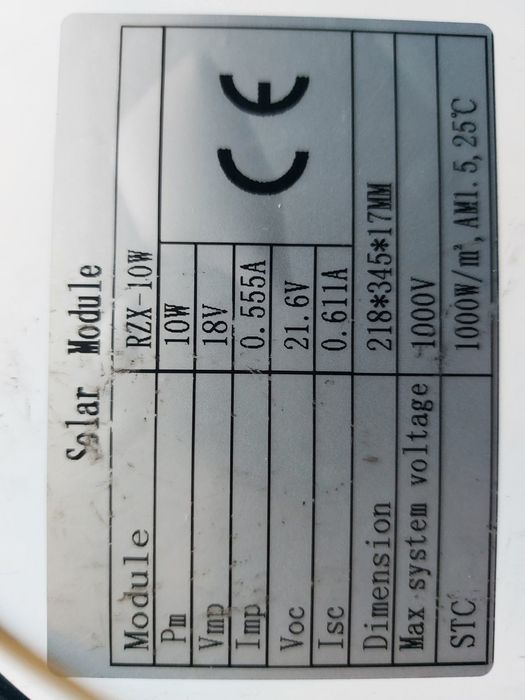 Solar Module
Module RZX-10W
Pm 10W
Vmp 18V
Imp 0.555A
Voc 21.6V
Isc 0.611A
CE
Dimension 218*345*17MM
Max system voltage 1000V
STC 1000W/m², AM1.5, 25℃